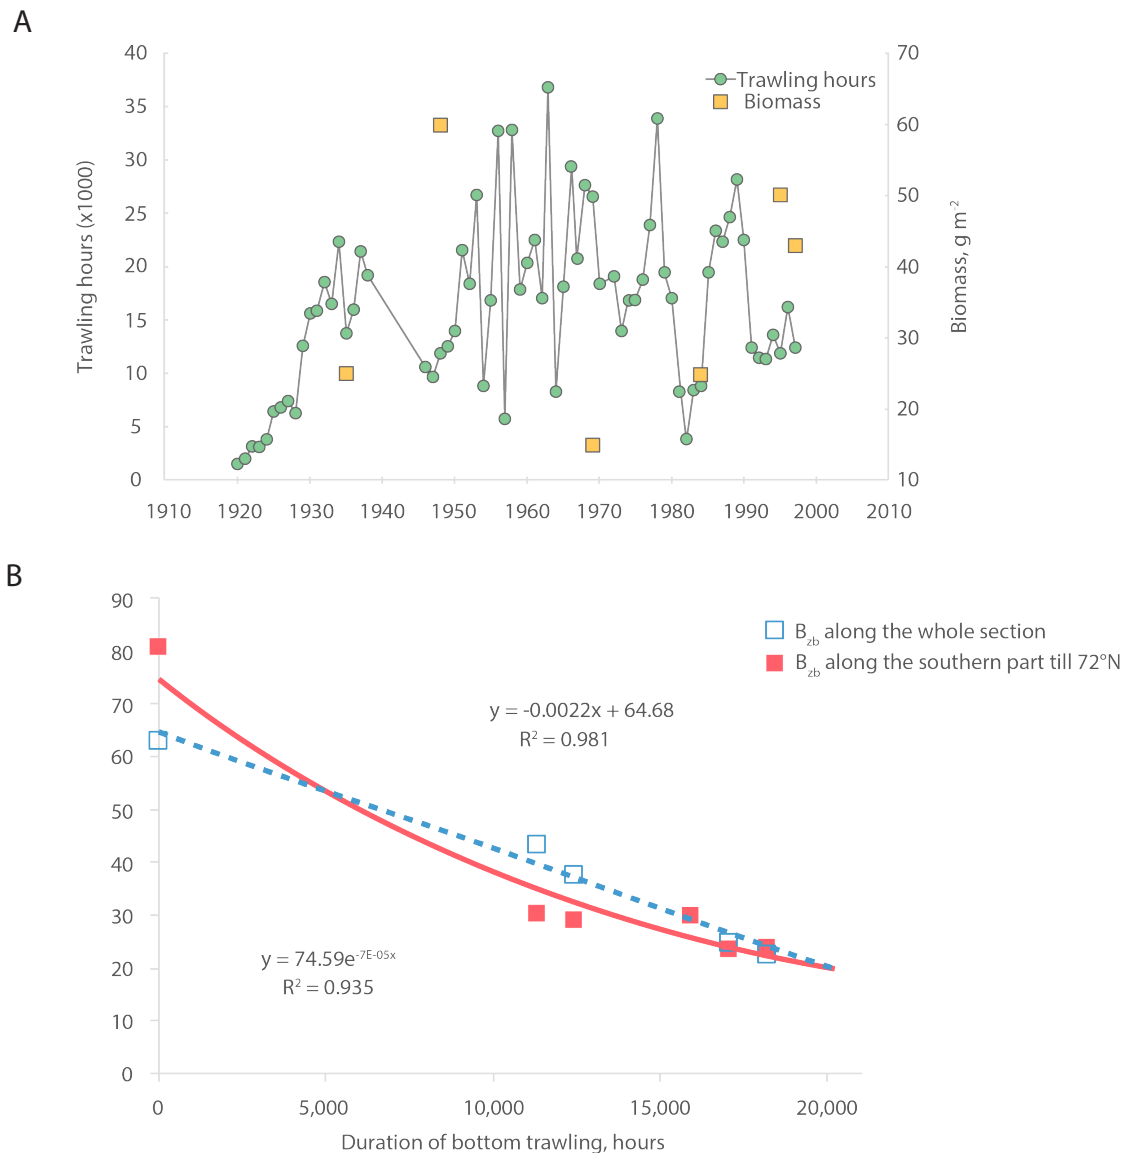 A
Trawling hours
Biomass
Trawling hours (x1000)
40
35
30
25
20
15
10
5
0
70
60
50
40
30
20
10
Biomass, g m⁻²
1910 1920 1930 1940 1950 1960 1970 1980 1990 2000 2010
B
B_zb along the whole section
B_zb along the southern part till 72°N
90
80
70
60
50
40
30
20
10
0
y = -0.0022x + 64.68
R² = 0.981
y = 74.59e^-7E-05x
R² = 0.935
0 5,000 10,000 15,000 20,000
Duration of bottom trawling, hours